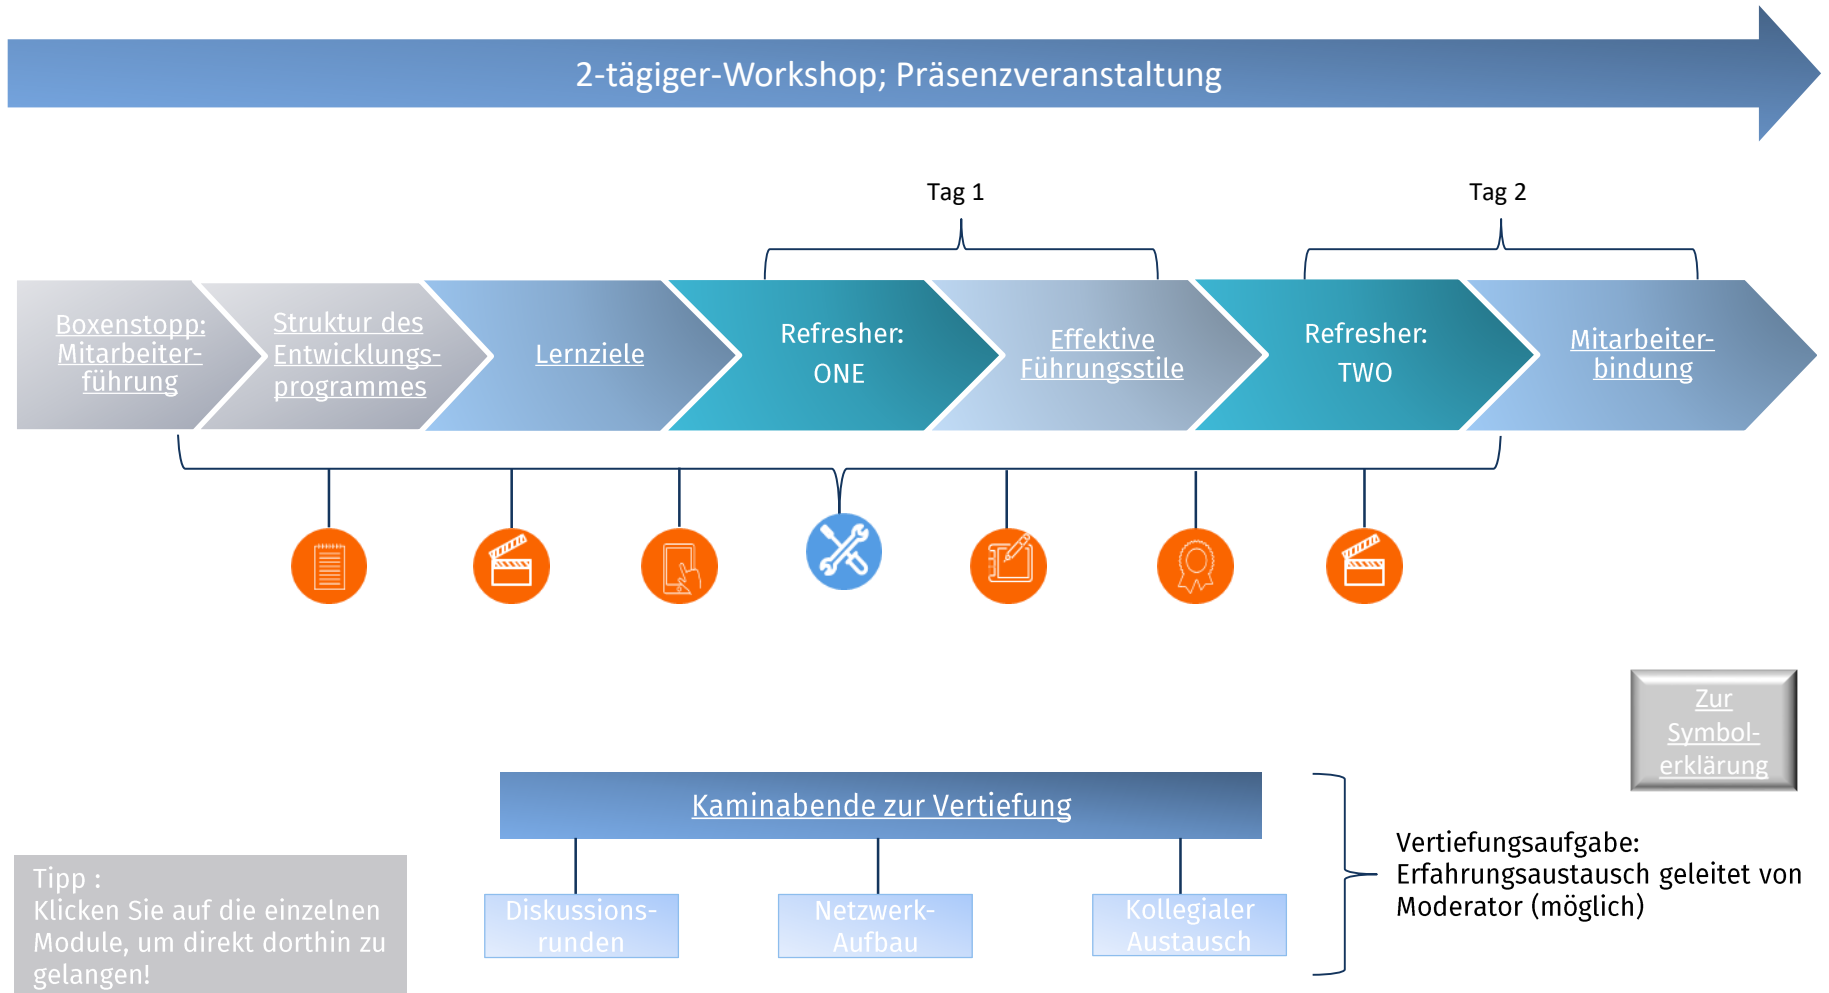 2-tägiger-Workshop; Präsenzveranstaltung
Tag 1
Tag 2
Boxenstopp:
Mitarbeiter-
führung
Struktur des
Entwicklungs-
programmes
Lernziele
Refresher:
ONE
Effektive
Führungsstile
Refresher:
TWO
Mitarbeiter-
bindung
Zur
Symbol-
erklärung
Kaminabende zur Vertiefung
Diskussions-
runden
Netzwerk-
Aufbau
Kollegialer
Austausch
Vertiefungsaufgabe:
Erfahrungsaustausch geleitet von
Moderator (möglich)
Tipp :
Klicken Sie auf die einzelnen
Module, um direkt dorthin zu
gelangen!